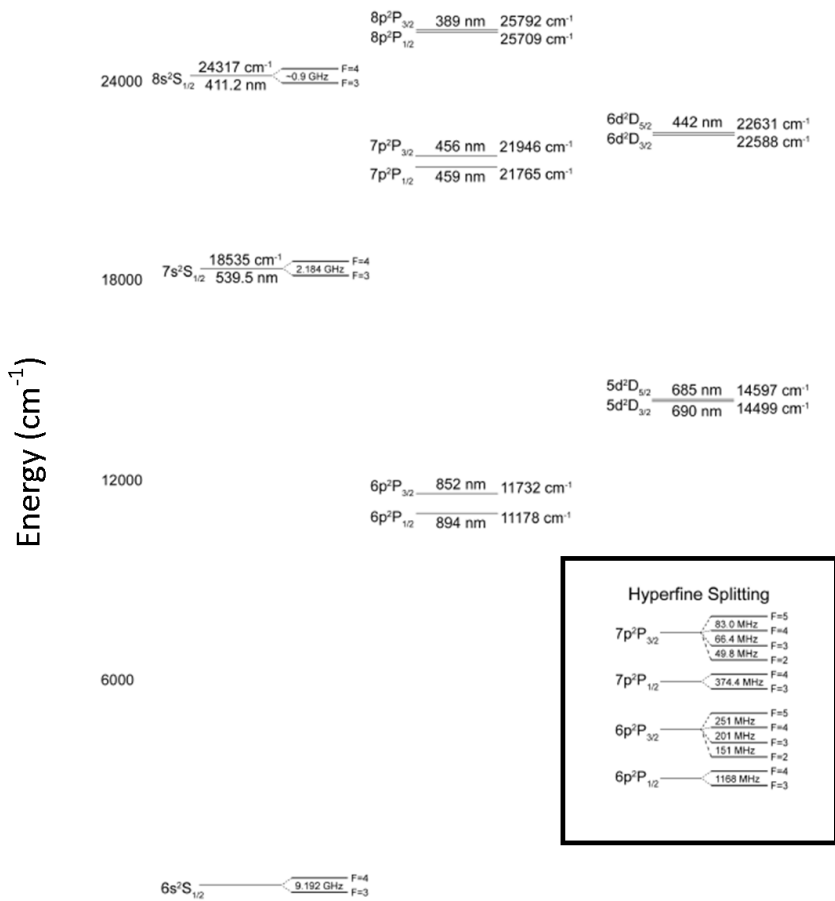 8p²P₃/₂ 389 nm 25792 cm⁻¹
8p²P₁/₂ 25709 cm⁻¹
24000
8s²S₁/₂ 24317 cm⁻¹ F=4
411.2 nm ~0.9 GHz F=3
6d²D₅/₂ 442 nm 22631 cm⁻¹
6d²D₃/₂ 22588 cm⁻¹
7p²P₃/₂ 456 nm 21946 cm⁻¹
7p²P₁/₂ 459 nm 21765 cm⁻¹
18000
7s²S₁/₂ 18535 cm⁻¹ F=4
539.5 nm 2.184 GHz F=3
Energy (cm⁻¹)
5d²D₅/₂ 685 nm 14597 cm⁻¹
5d²D₃/₂ 690 nm 14499 cm⁻¹
12000
6p²P₃/₂ 852 nm 11732 cm⁻¹
6p²P₁/₂ 894 nm 11178 cm⁻¹
6000
Hyperfine Splitting
7p²P₃/₂ F=5
83.0 MHz F=4
66.4 MHz F=3
49.8 MHz F=2
7p²P₁/₂ F=4
374.4 MHz F=3
6p²P₃/₂ F=5
251 MHz F=4
201 MHz F=3
151 MHz F=2
6p²P₁/₂ F=4
1168 MHz F=3
6s²S₁/₂ F=4
9.192 GHz F=3